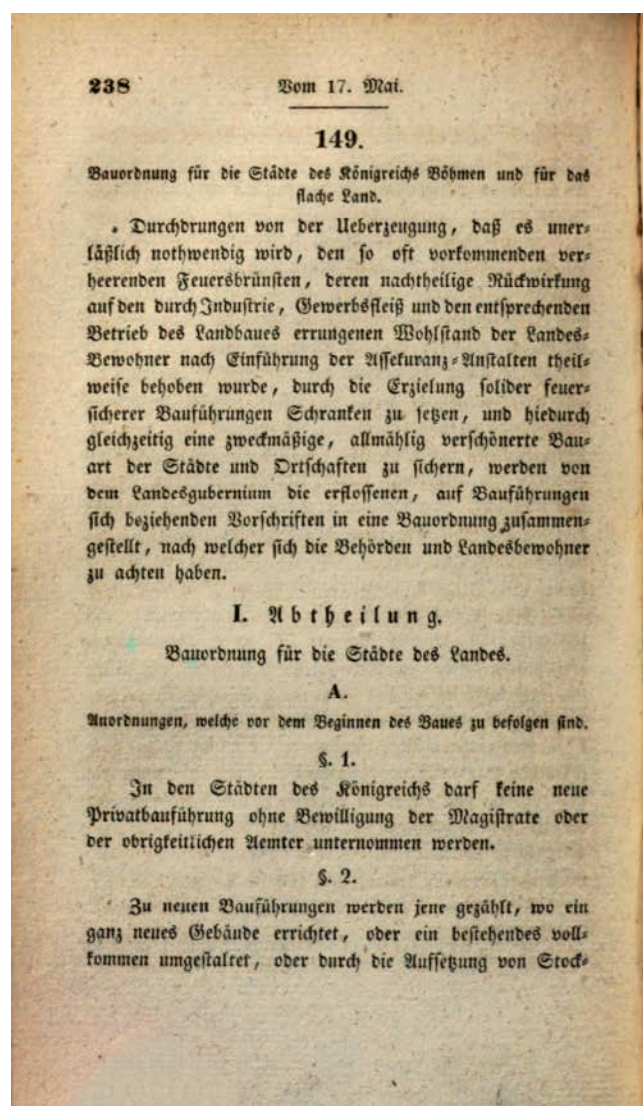 238 Vom 17. Mai.
149.
Bauordnung für die Städte des Königreichs Böhmen und für das
flache Land.
Durchdrungen von der Ueberzeugung, daß es uner-
läßlich nothwendig wird, den so oft vorkommenden ver-
heerenden Feuersbrünsten, deren nachtheilige Rückwirkung
auf den durch Industrie, Gewerbsfleiß und den entsprechenden
Betrieb des Landbaues errungenen Wohlstand der Landes-
Bewohner nach Einführung der Assekuranz-Anstalten theil-
weise behoben wurde, durch die Erzielung solider feuer-
sicherer Bauführungen Schranken zu setzen, und hiedurch
gleichzeitig eine zweckmäßige, allmählig verschönerte Bau-
art der Städte und Ortschaften zu sichern, werden von
dem Landesgubernium die erflossenen, auf Bauführungen
sich beziehenden Vorschriften in eine Bauordnung zusammen-
gestellt, nach welcher sich die Behörden und Landesbewohner
zu achten haben.
I. Abtheilung.
Bauordnung für die Städte des Landes.
A.
Anordnungen, welche vor dem Beginnen des Baues zu befolgen sind.
§. 1.
In den Städten des Königreichs darf keine neue
Privatbauführung ohne Bewilligung der Magistrate oder
der obrigkeitlichen Aemter unternommen werden.
§. 2.
Zu neuen Bauführungen werden jene gezählt, wo ein
ganz neues Gebäude errichtet, oder ein bestehendes voll-
kommen umgestaltet, oder durch die Aufsetzung von Stock-